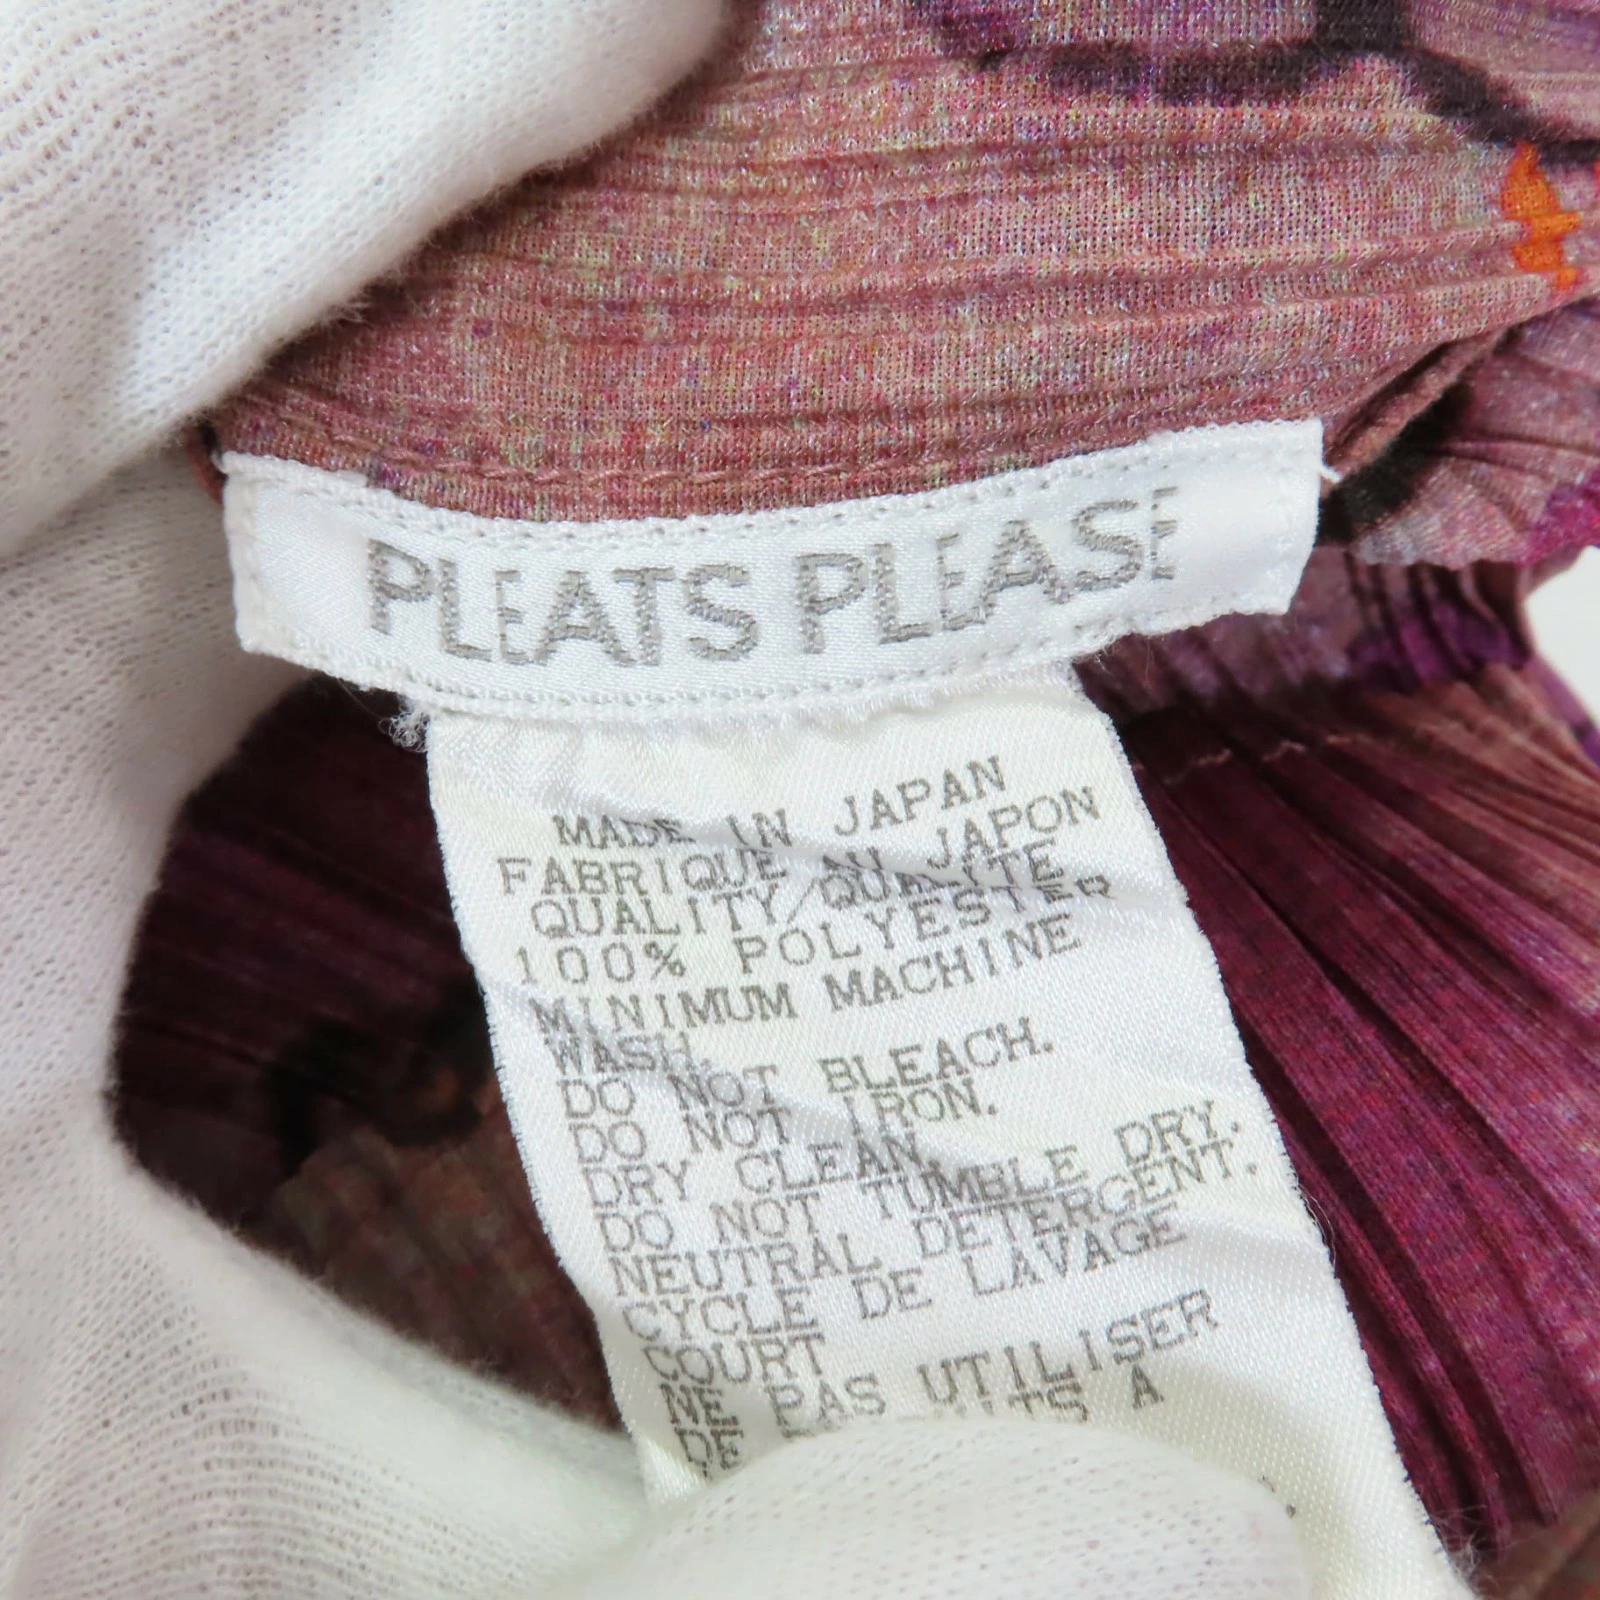 PLEATS PLEASE
MADE IN JAPAN
FABRIQUE AU JAPON
QUALITY/QUALITE
100% POLYESTER
MINIMUM MACHINE
WASH.
DO NOT BLEACH.
DO NOT IRON.
DRY CLEAN.
DO NOT TUMBLE DRY.
NEUTRAL DETERGENT.
CYCLE DE LAVAGE
COURT
NE PAS UTILISER
DE A